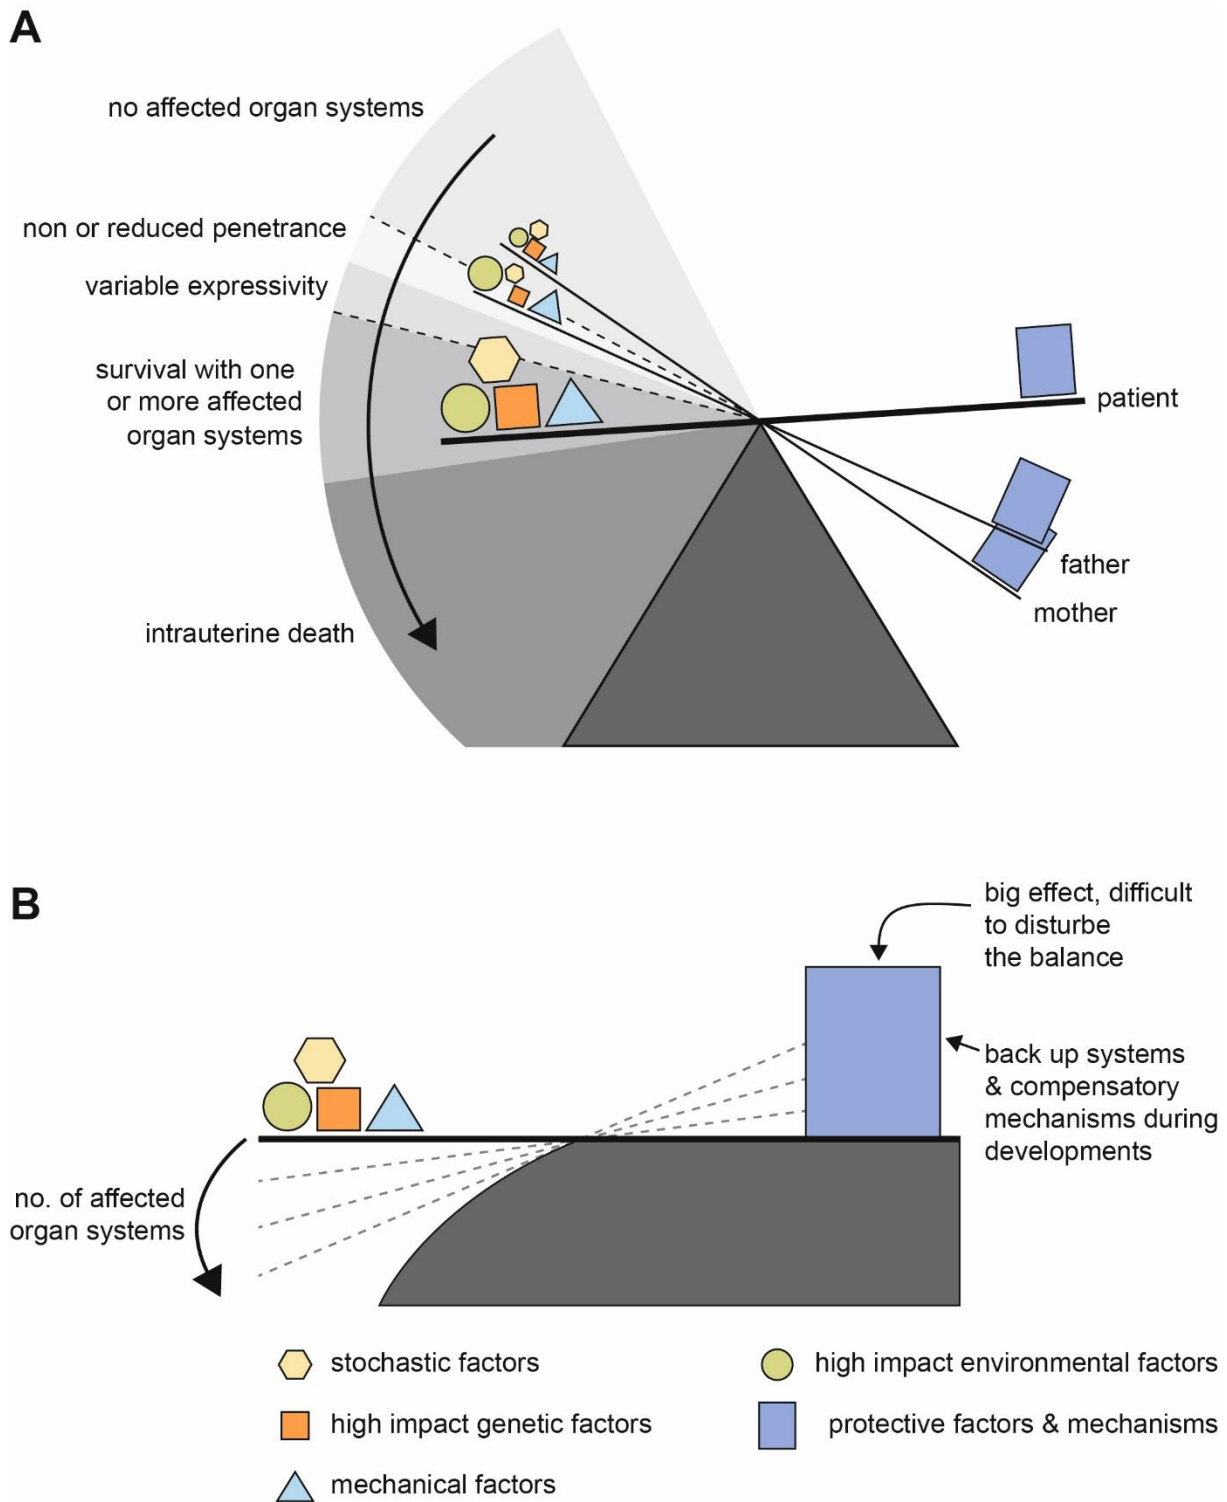 A
no affected organ systems
non or reduced penetrance
variable expressivity
survival with one
or more affected
organ systems
intrauterine death
patient
father
mother
B
big effect, difficult
to disturbe
the balance
back up systems
& compensatory
mechanisms during
developments
no. of affected
organ systems
stochastic factors
high impact environmental factors
high impact genetic factors
protective factors & mechanisms
mechanical factors